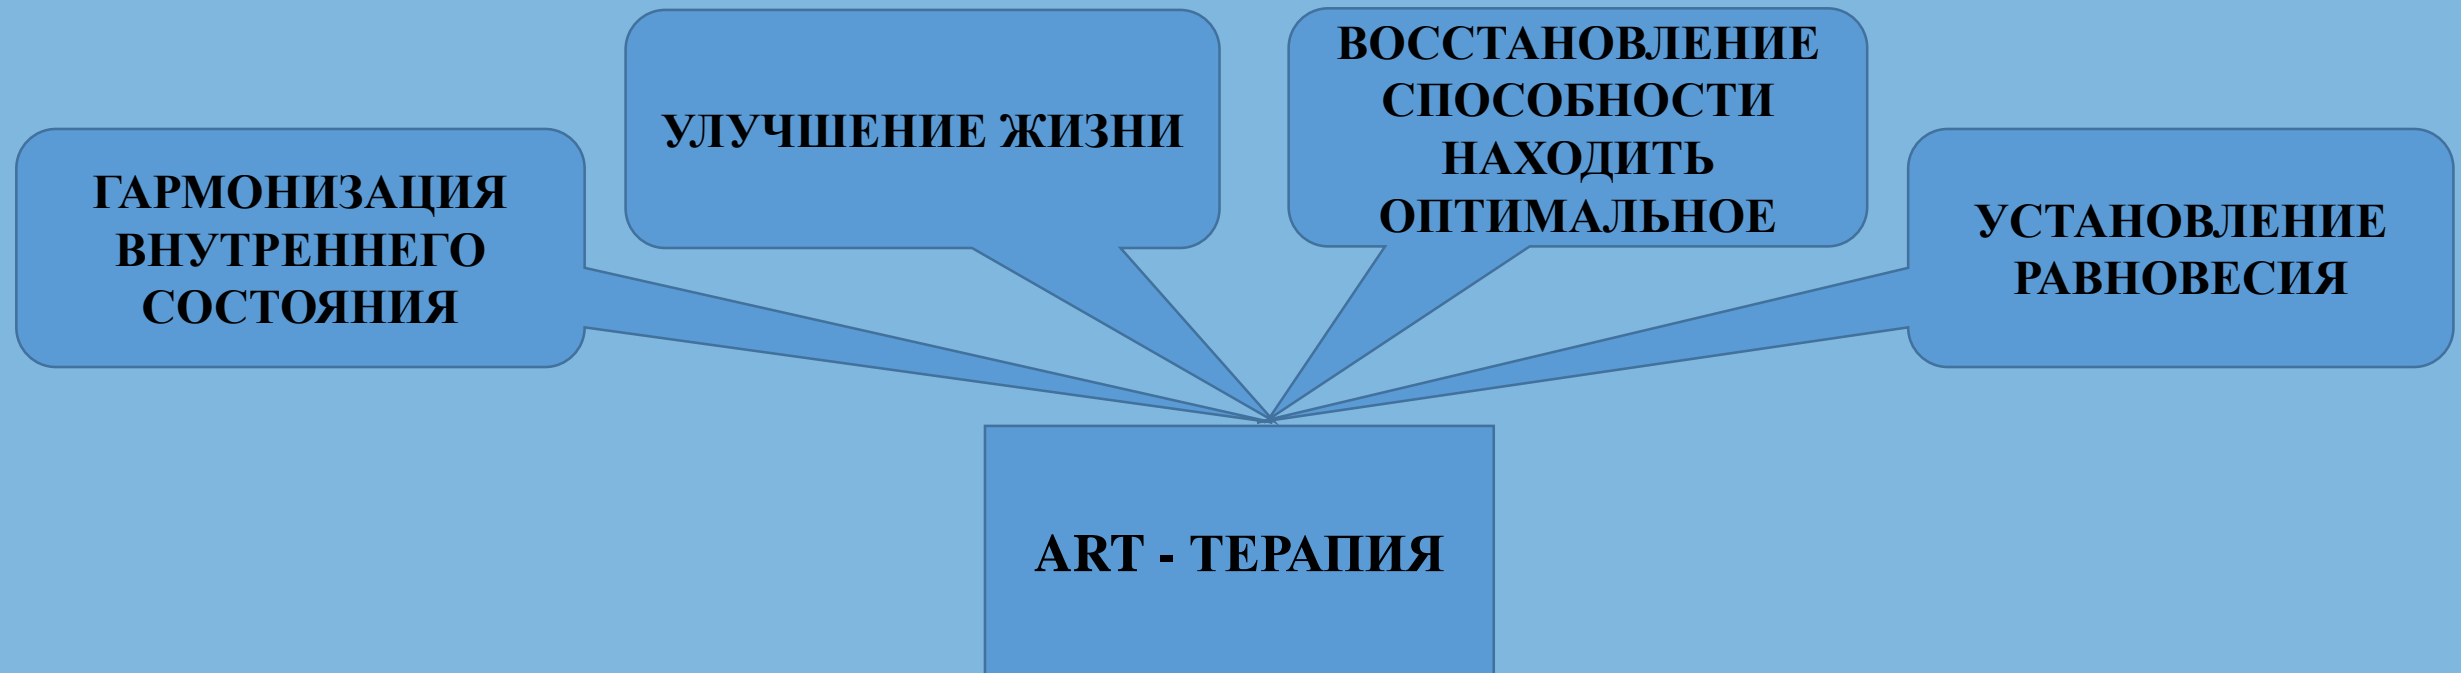 ГАРМОНИЗАЦИЯ
ВНУТРЕННЕГО
СОСТОЯНИЯ
УЛУЧШЕНИЕ ЖИЗНИ
ВОССТАНОВЛЕНИЕ
СПОСОБНОСТИ
НАХОДИТЬ
ОПТИМАЛЬНОЕ
УСТАНОВЛЕНИЕ
РАВНОВЕСИЯ
ART - ТЕРАПИЯ